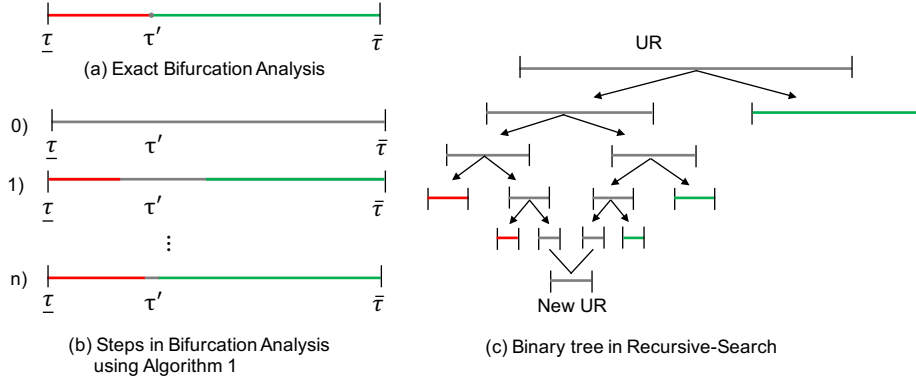 τ τ′ τ̄
(a) Exact Bifurcation Analysis
0)
τ τ′ τ̄
1)
τ τ′ τ̄
⋮
n)
τ τ′ τ̄
(b) Steps in Bifurcation Analysis
using Algorithm 1
UR
New UR
(c) Binary tree in Recursive-Search